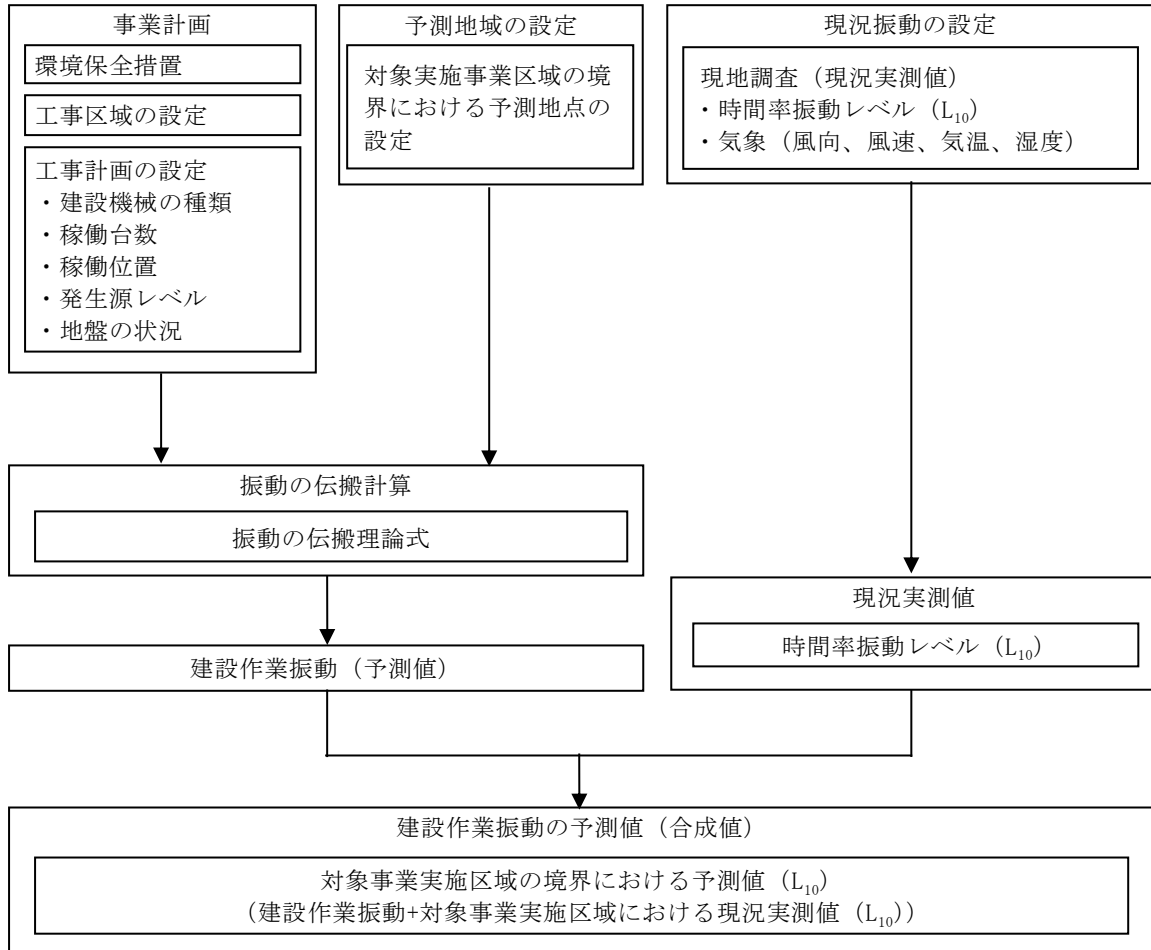 事業計画
環境保全措置
工事区域の設定
工事計画の設定
・建設機械の種類
・稼働台数
・稼働位置
・発生源レベル
・地盤の状況
予測地域の設定
対象実施事業区域の境
界における予測地点の
設定
現況振動の設定
現地調査（現況実測値）
・時間率振動レベル（L₁₀）
・気象（風向、風速、気温、湿度）
振動の伝搬計算
振動の伝搬理論式
建設作業振動（予測値）
現況実測値
時間率振動レベル（L₁₀）
建設作業振動の予測値（合成値）
対象事業実施区域の境界における予測値（L₁₀）
（建設作業振動+対象事業実施区域における現況実測値（L₁₀））